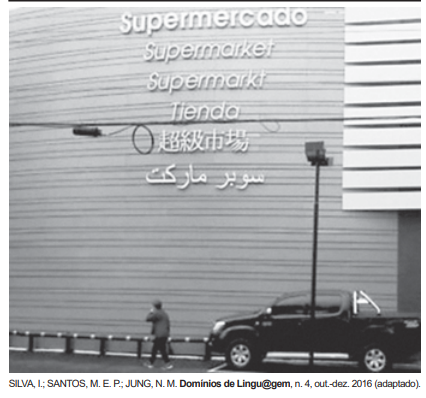 Supermercado
Supermarket
Supermarkt
Tienda
超級市場
سوبر ماركت
SILVA, I.; SANTOS, M. E. P.; JUNG, N. M. Domínios de Lingu@gem, n. 4, out.-dez. 2016 (adaptado).